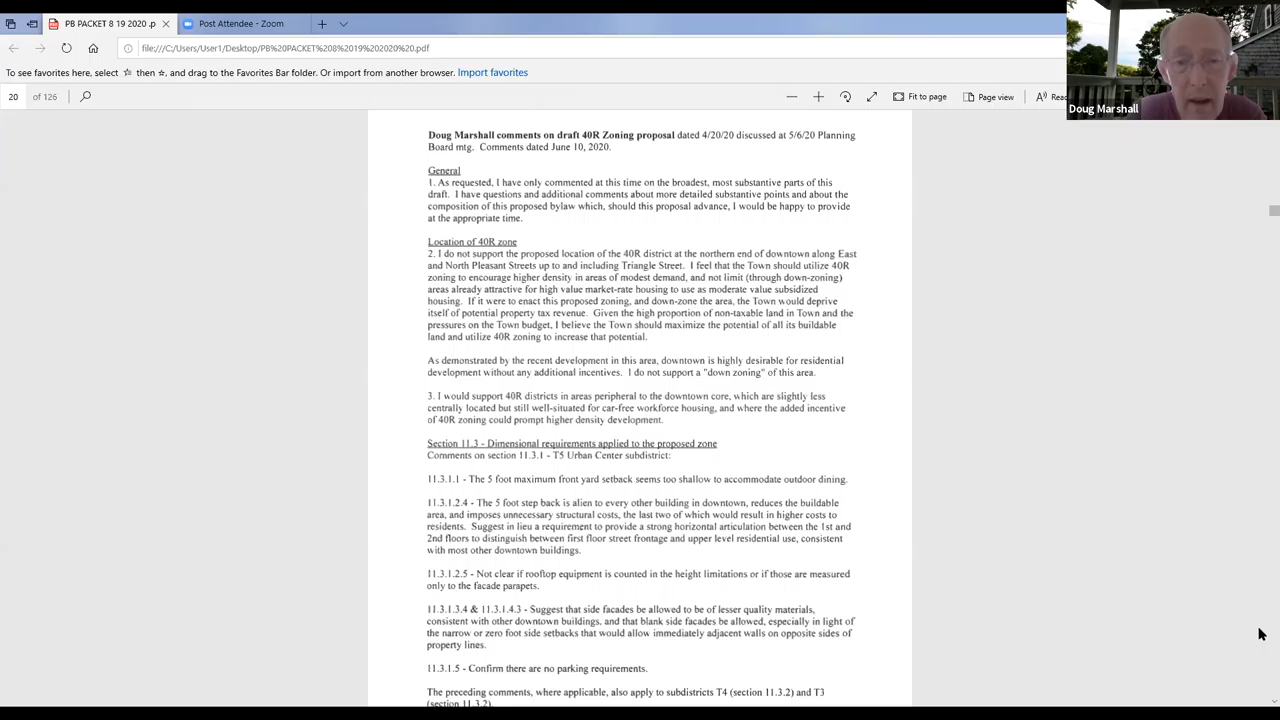 PB PACKET 8 19 2020 .p
Post Attendee - Zoom
file:///C:/Users/User1/Desktop/PB%20PACKET%208%2019%202020%20.pdf
To see favorites here, select ☆ then ☆, and drag to the Favorites Bar folder. Or import from another browser. Import favorites
20 of 126
Fit to page
Page view
Rea
Doug Marshall
Doug Marshall comments on draft 40R Zoning proposal dated 4/20/20 discussed at 5/6/20 Planning
Board mtg. Comments dated June 10, 2020.
General
1. As requested, I have only commented at this time on the broadest, most substantive parts of this
draft. I have questions and additional comments about more detailed substantive points and about the
composition of this proposed bylaw which, should this proposal advance, I would be happy to provide
at the appropriate time.
Location of 40R zone
2. I do not support the proposed location of the 40R district at the northern end of downtown along East
and North Pleasant Streets up to and including Triangle Street. I feel that the Town should utilize 40R
zoning to encourage higher density in areas of modest demand, and not limit (through down-zoning)
areas already attractive for high value market-rate housing to use as moderate value subsidized
housing. If it were to enact this proposed zoning, and down-zone the area, the Town would deprive
itself of potential property tax revenue. Given the high proportion of non-taxable land in Town and the
pressures on the Town budget, I believe the Town should maximize the potential of all its buildable
land and utilize 40R zoning to increase that potential.
As demonstrated by the recent development in this area, downtown is highly desirable for residential
development without any additional incentives. I do not support a "down zoning" of this area.
3. I would support 40R districts in areas peripheral to the downtown core, which are slightly less
centrally located but still well-situated for car-free workforce housing, and where the added incentive
of 40R zoning could prompt higher density development.
Section 11.3 - Dimensional requirements applied to the proposed zone
Comments on section 11.3.1 - T5 Urban Center subdistrict:
11.3.1.1 - The 5 foot maximum front yard setback seems too shallow to accommodate outdoor dining.
11.3.1.2.4 - The 5 foot step back is alien to every other building in downtown, reduces the buildable
area, and imposes unnecessary structural costs, the last two of which would result in higher costs to
residents. Suggest in lieu a requirement to provide a strong horizontal articulation between the 1st and
2nd floors to distinguish between first floor street frontage and upper level residential use, consistent
with most other downtown buildings.
11.3.1.2.5 - Not clear if rooftop equipment is counted in the height limitations or if those are measured
only to the facade parapets.
11.3.1.3.4 & 11.3.1.4.3 - Suggest that side facades be allowed to be of lesser quality materials,
consistent with other downtown buildings, and that blank side facades be allowed, especially in light of
the narrow or zero foot side setbacks that would allow immediately adjacent walls on opposite sides of
property lines.
11.3.1.5 - Confirm there are no parking requirements.
The preceding comments, where applicable, also apply to subdistricts T4 (section 11.3.2) and T3
(section 11.3.2).